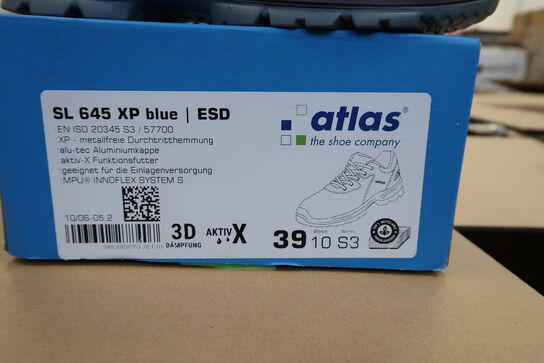 SL 645 XP blue | ESD
EN ISO 20345 S3 / 57700
XP - metallfreie Durchtritthemmung
alu-tec Aluminiumkappe
aktiv-X Funktionsfutter
geeignet für die Einlagenversorgung
MPU® INNOFLEX SYSTEM S
10/06-05.2
3D
DÄMPFUNG
AKTIV X
atlas®
the shoe company
Weite Norm
39 10 S3